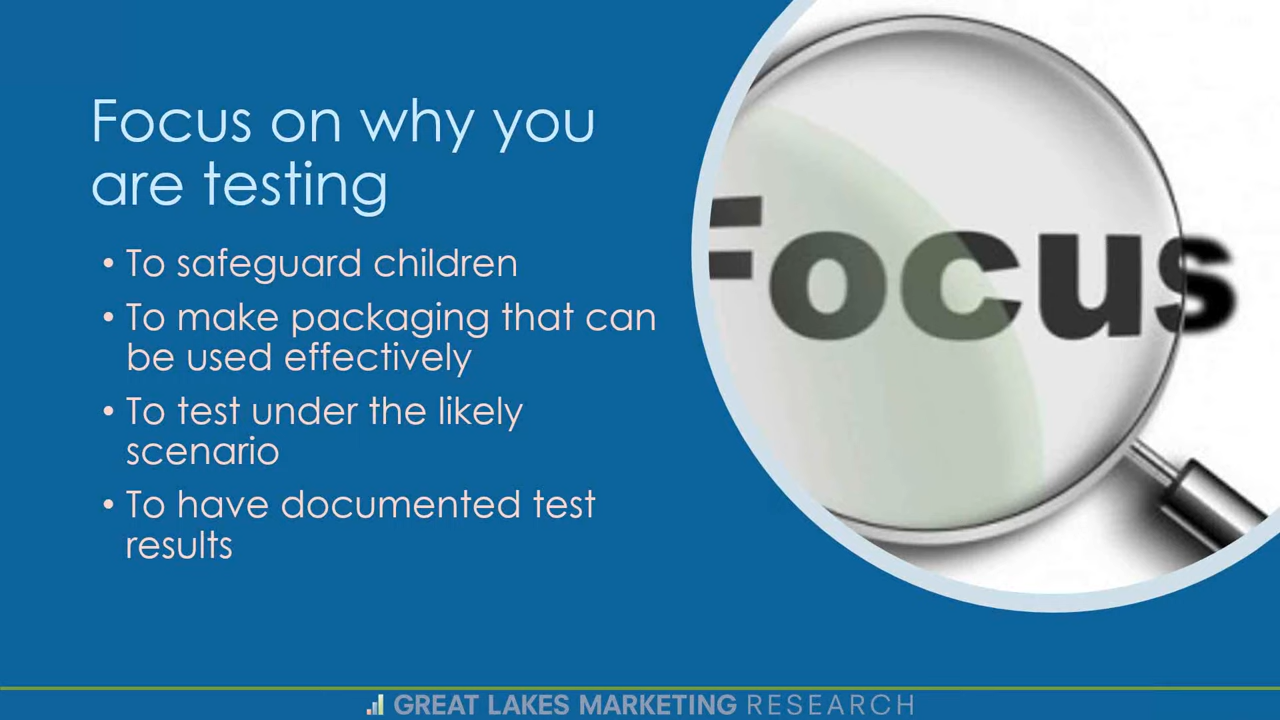 Focus on why you
are testing
• To safeguard children
• To make packaging that can
be used effectively
• To test under the likely
scenario
• To have documented test
results
Focus
GREAT LAKES MARKETING RESEARCH